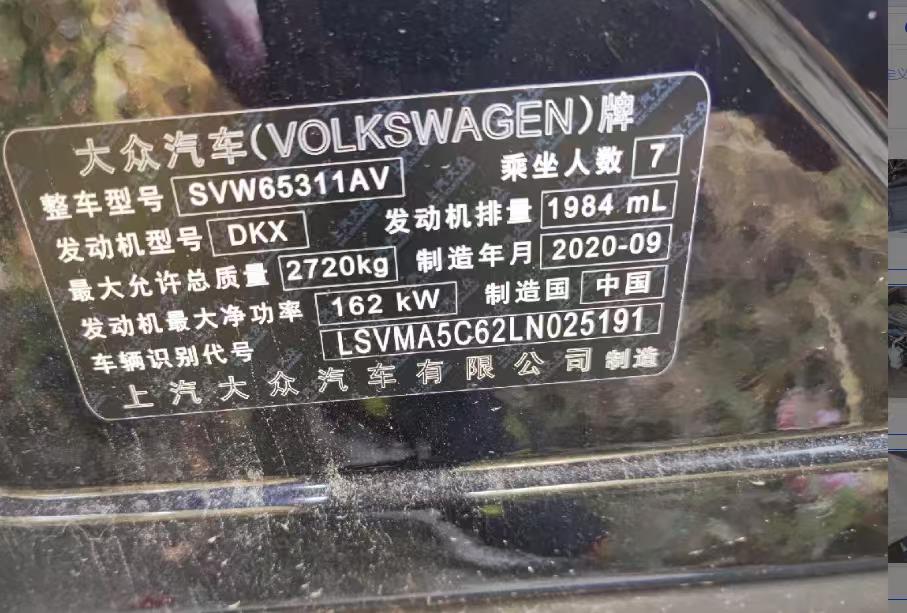 大众汽车(VOLKSWAGEN)牌
整车型号 SVW65311AV 乘坐人数 7
发动机型号 DKX 发动机排量 1984 mL
最大允许总质量 2720kg 制造年月 2020-09
发动机最大净功率 162 kW 制造国 中国
车辆识别代号 LSVMA5C62LN025191
上汽大众汽车有限公司 制造